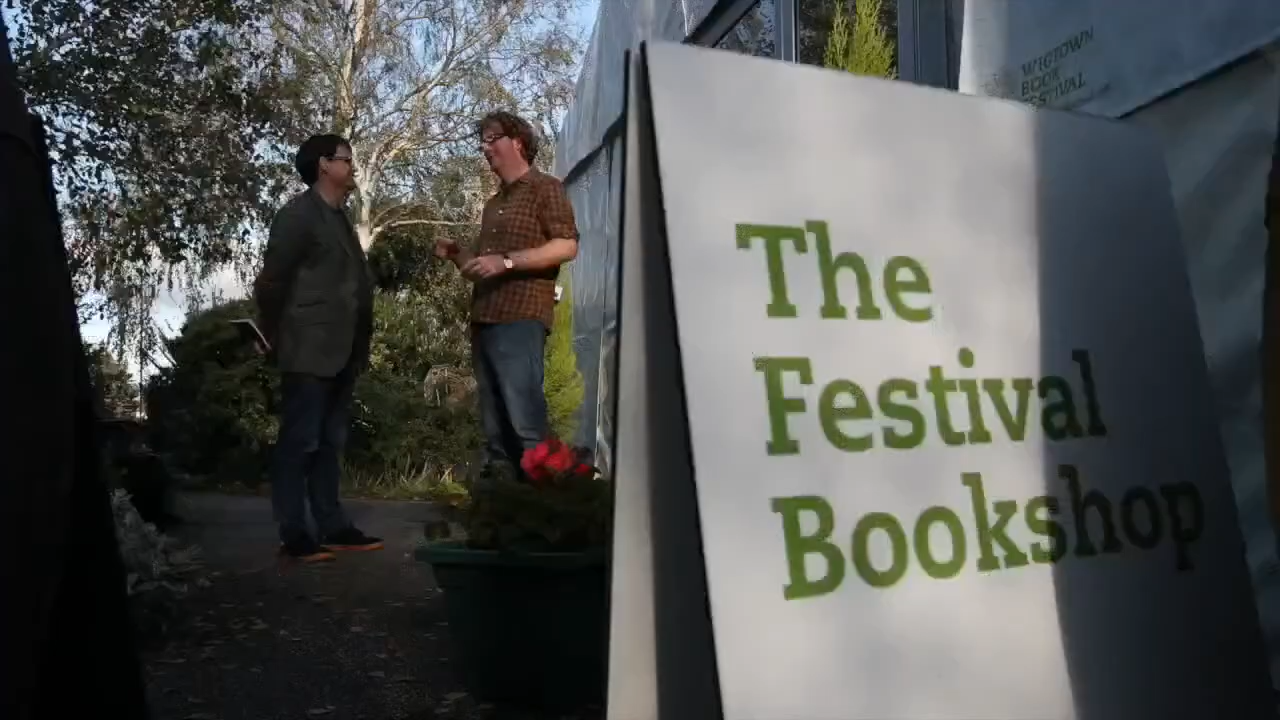 WIGTOWN
BOOK
FESTIVAL
The
Festival
Bookshop